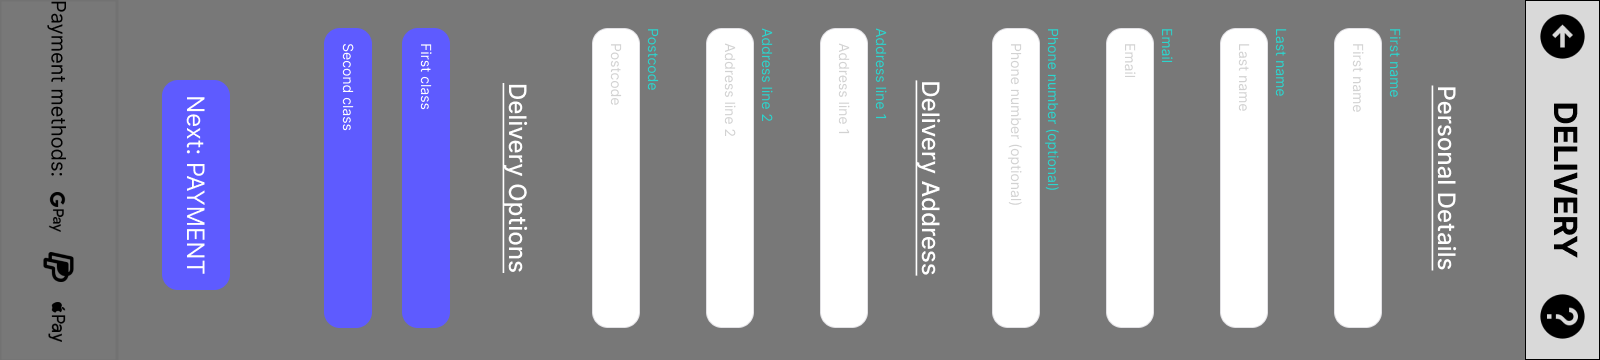 DELIVERY
?
Personal Details
First name
First name
Last name
Last name
Email
Email
Phone number (optional)
Phone number (optional)
Delivery Address
Address line 1
Address line 1
Address line 2
Address line 2
Postcode
Postcode
Delivery Options
First class
Second class
Next: PAYMENT
Payment methods: G Pay Pay